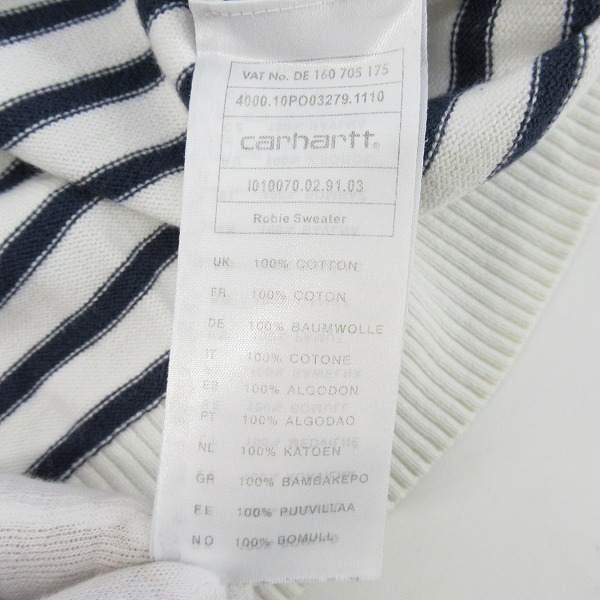 VAT No. DE 160 705 175
4000.10PO03279.1110
carhartt®
I010070.02.91.03
Robie Sweater
UK 100% COTTON
FR 100% COTON
DE 100% BAUMWOLLE
IT 100% COTONE
ES 100% ALGODON
PT 100% ALGODAO
NL 100% KATOEN
GR 100% BAMBAKEPO
EE 100% PUUVILLAA
NO 100% BOMULL